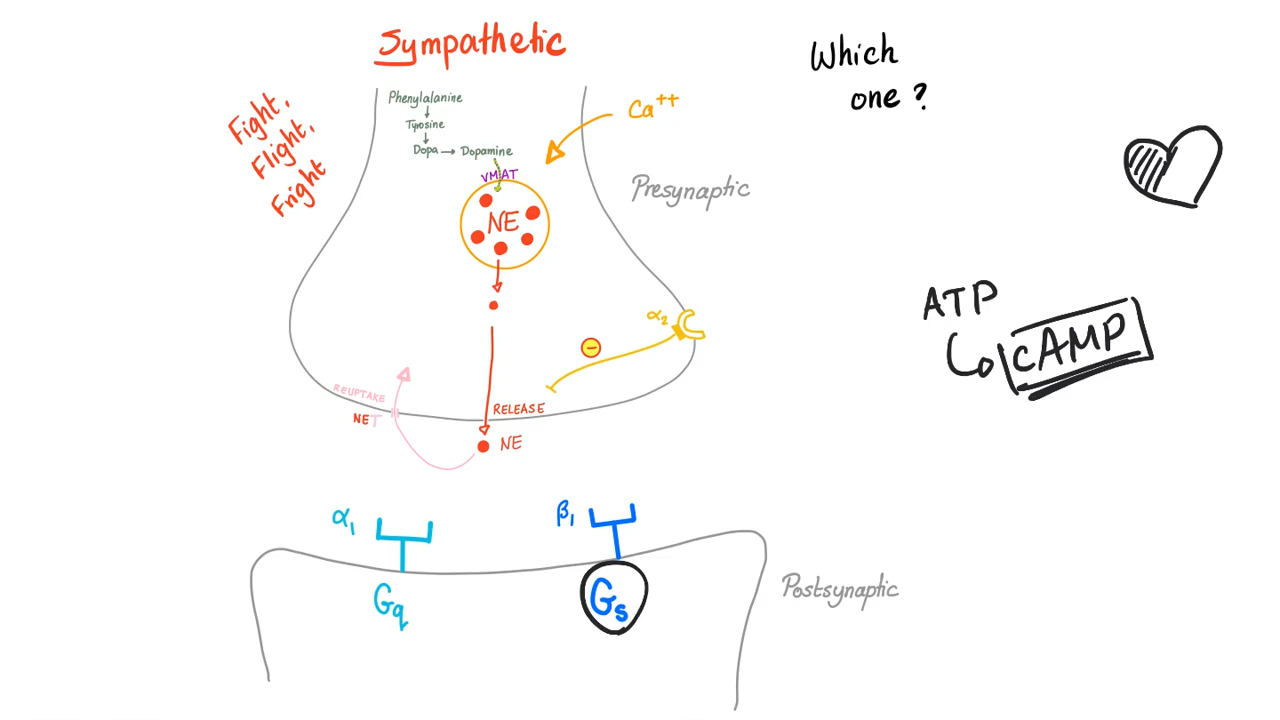 Sympathetic
Which
one?
Fight,
Flight,
Fright
Phenylalanine
Tyrosine
Dopa → Dopamine
VMAT
Ca++
Presynaptic
NE
ATP
cAMP
α2
−
REUPTAKE
NET
RELEASE
NE
α1
β1
Gq
Gs
Postsynaptic